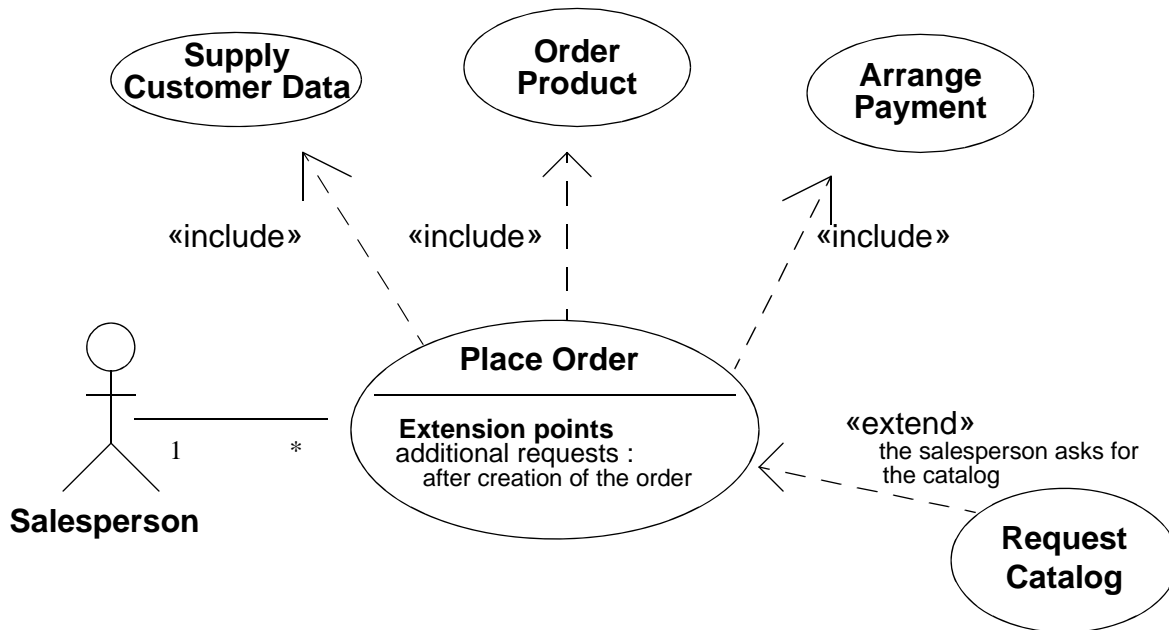 Supply
Customer Data
Order
Product
Arrange
Payment
«include»
«include»
«include»
Place Order
Extension points
additional requests :
after creation of the order
1
*
Salesperson
«extend»
the salesperson asks for
the catalog
Request
Catalog